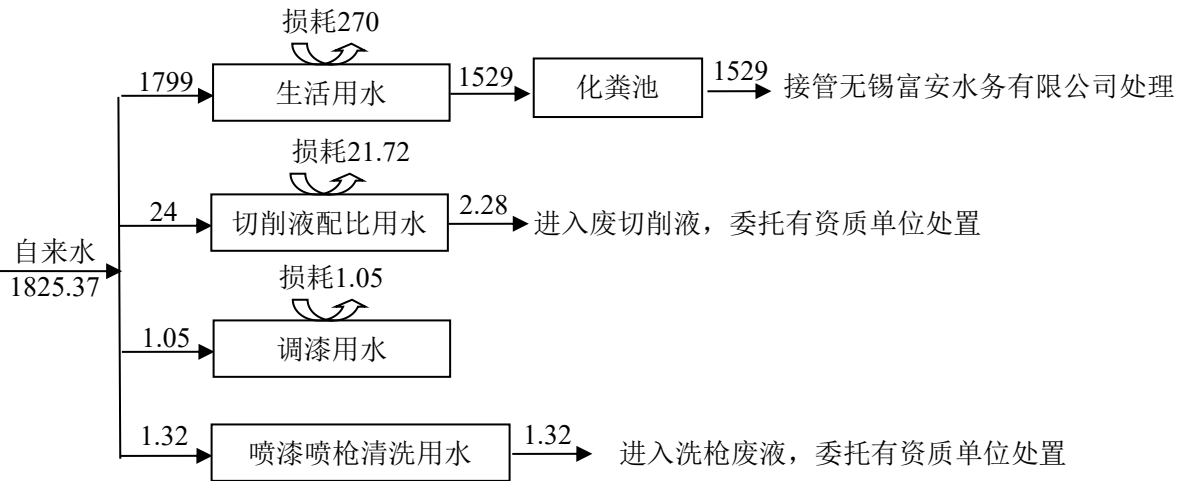 损耗270
1799
生活用水
1529
化粪池
1529
接管无锡富安水务有限公司处理
损耗21.72
24
切削液配比用水
2.28
进入废切削液，委托有资质单位处置
自来水
1825.37
损耗1.05
1.05
调漆用水
1.32
喷漆喷枪清洗用水
1.32
进入洗枪废液，委托有资质单位处置